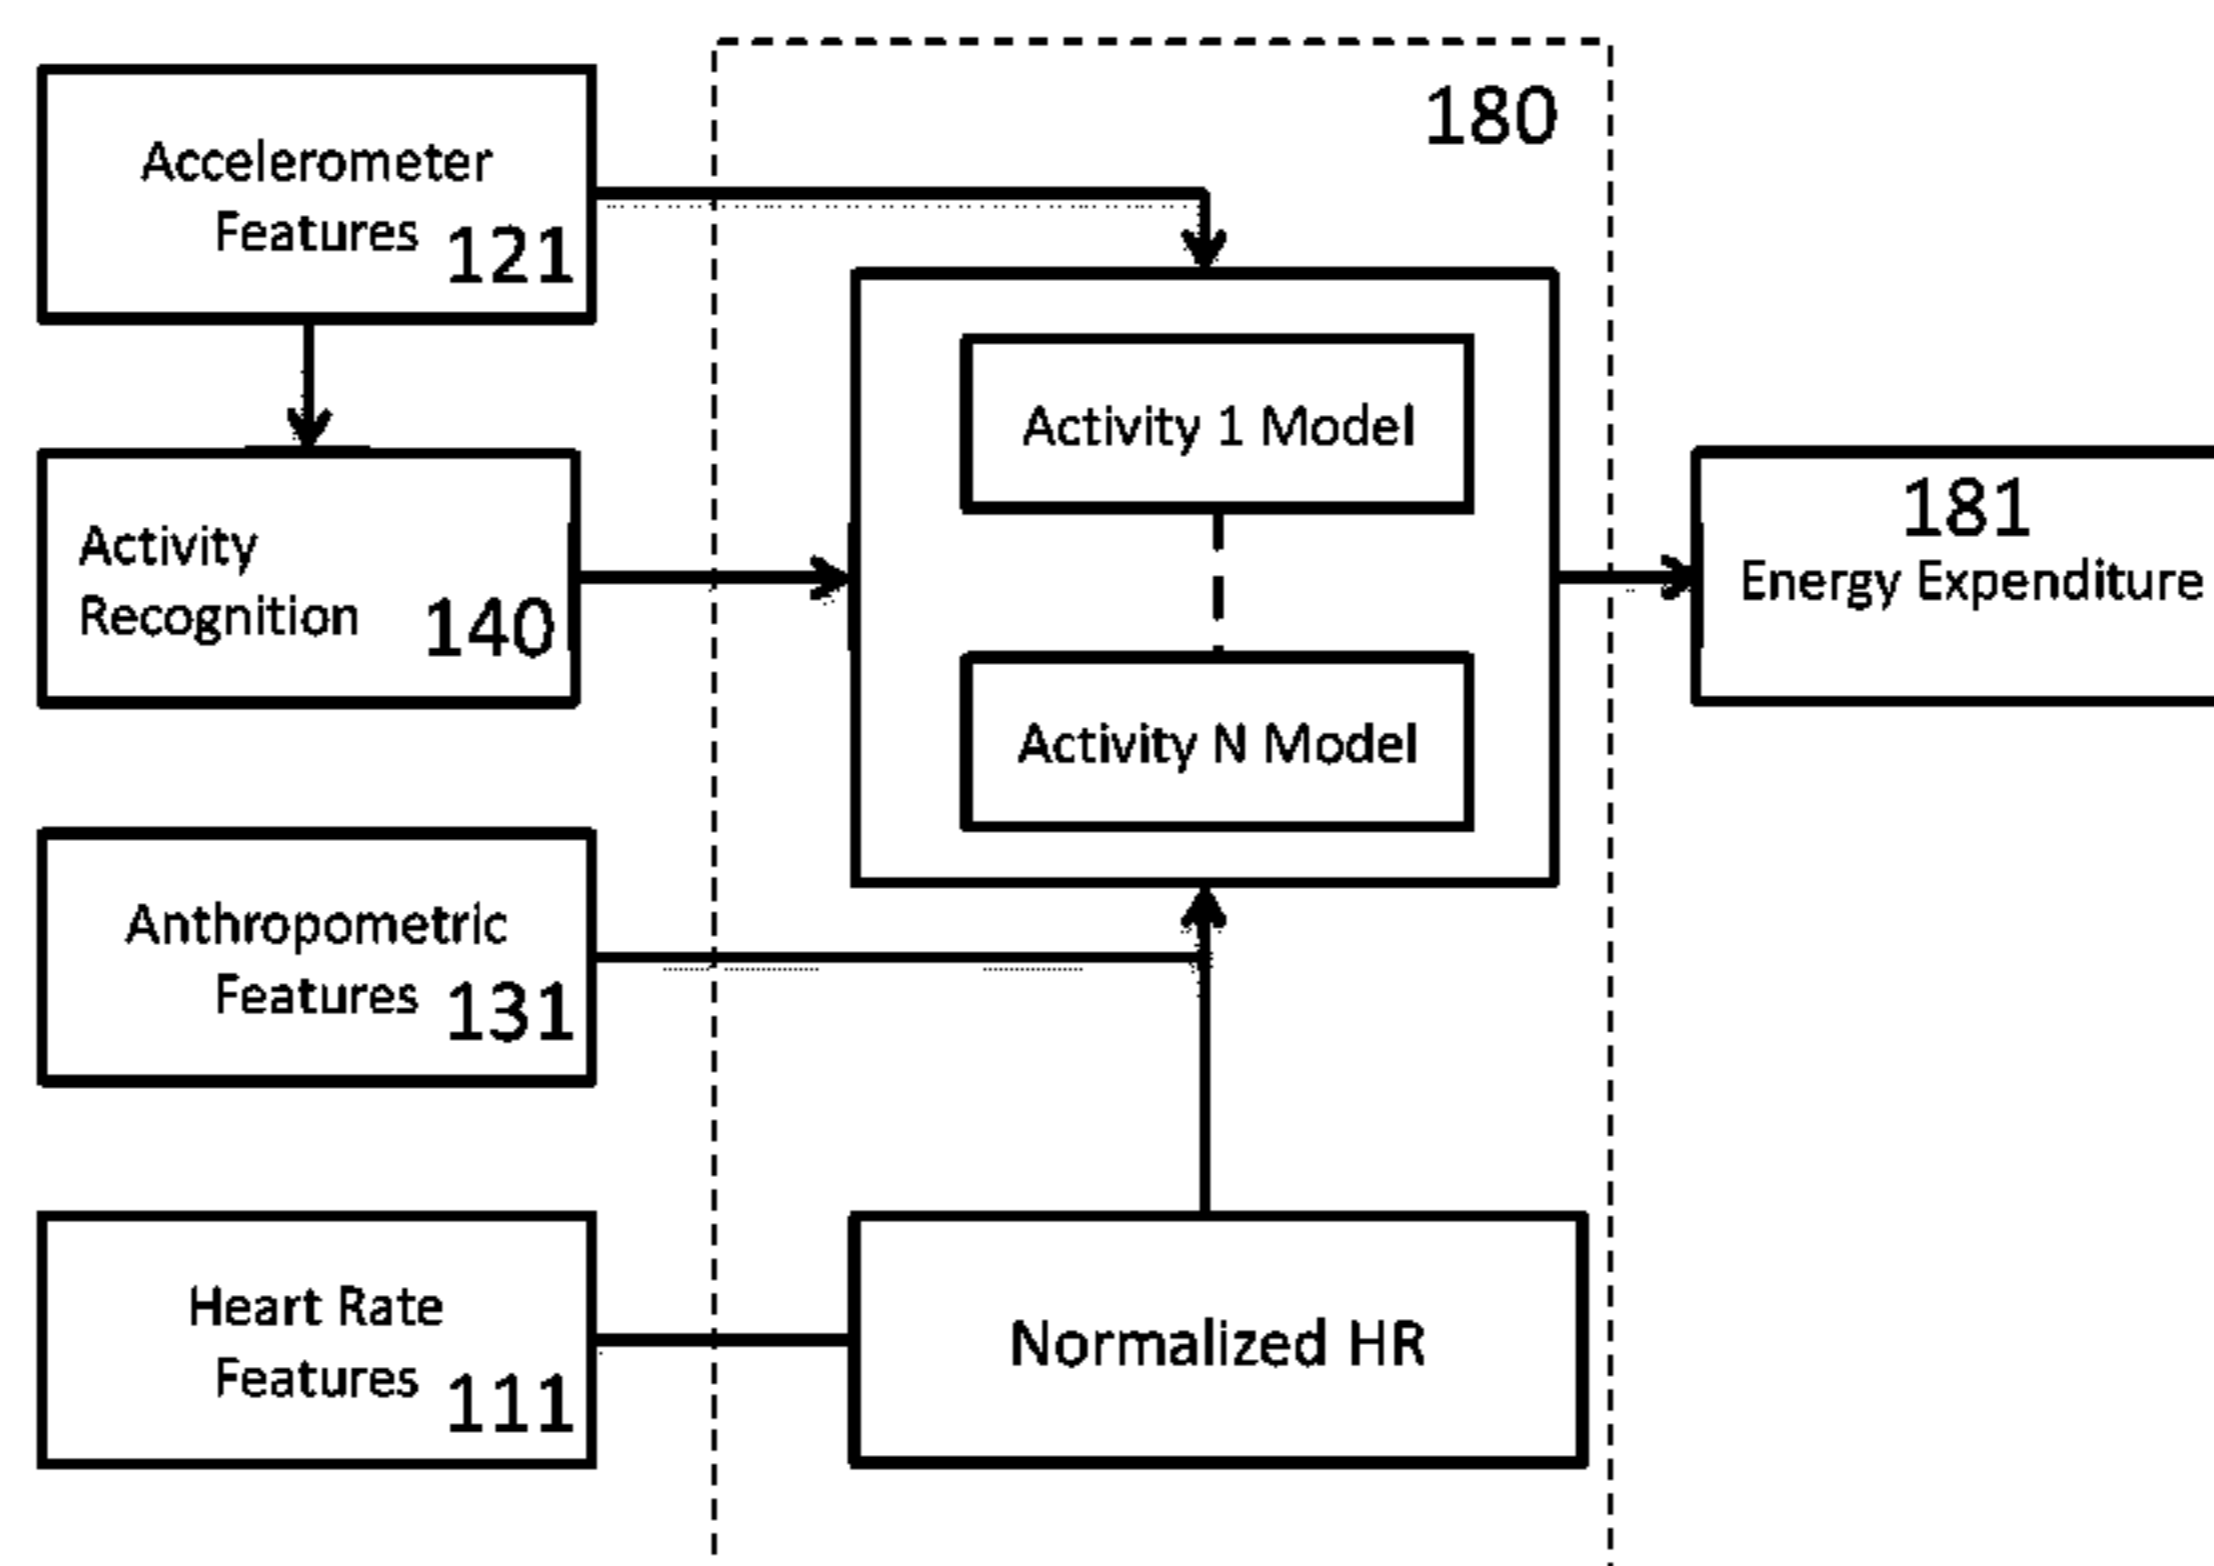 180
Accelerometer
Features 121
Activity 1 Model
Activity
Recognition 140
181
Energy Expenditure
Activity N Model
Anthropometric
Features 131
Heart Rate
Features 111
Normalized HR